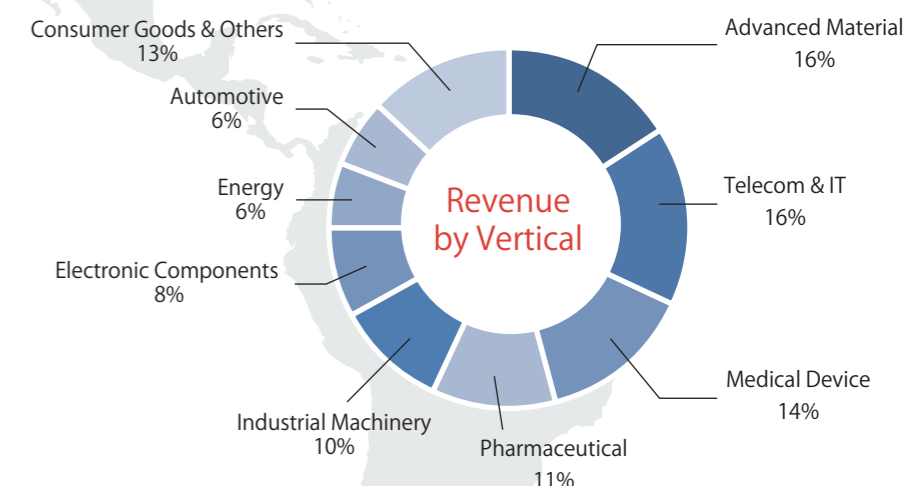 Revenue
by Vertical
Advanced Material
16%
Telecom & IT
16%
Medical Device
14%
Pharmaceutical
11%
Industrial Machinery
10%
Electronic Components
8%
Energy
6%
Automotive
6%
Consumer Goods & Others
13%